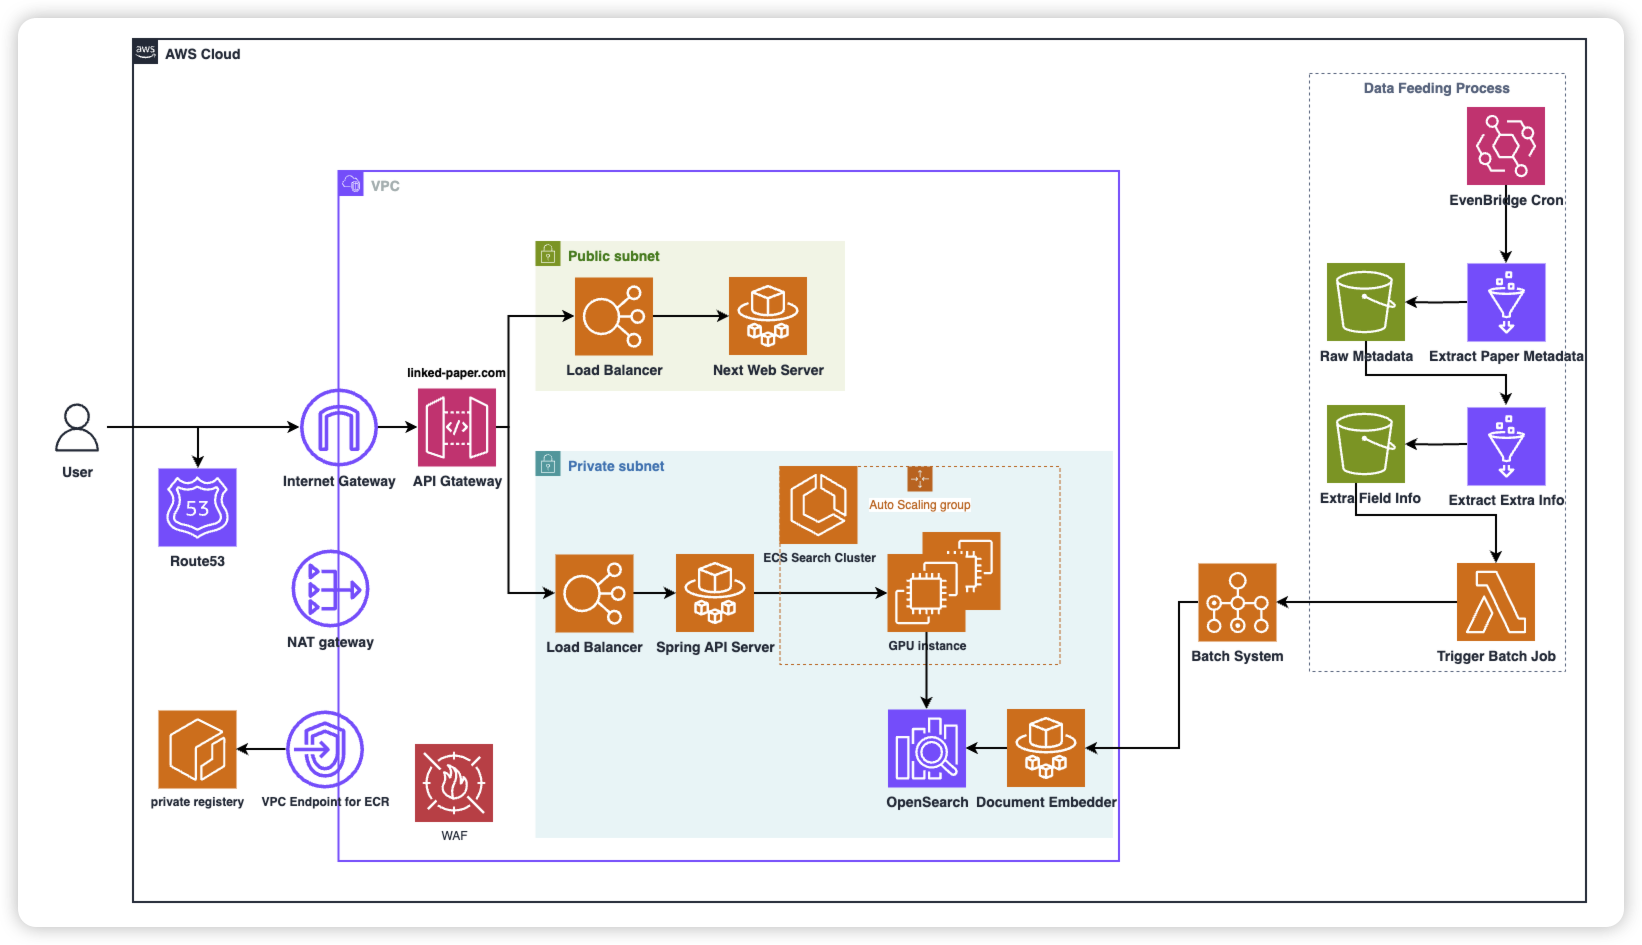 aws
AWS Cloud
Data Feeding Process
EvenBridge Cron
VPC
Public subnet
Load Balancer
Next Web Server
Raw Metadata
Extract Paper Metadata
linked-paper.com
User
Internet Gateway
API Gtateway
</>
53
Route53
Private subnet
Auto Scaling group
ECS Search Cluster
Extra Field Info
Extract Extra Info
NAT gateway
Load Balancer
Spring API Server
GPU instance
Batch System
Trigger Batch Job
private registery
VPC Endpoint for ECR
WAF
OpenSearch
Document Embedder